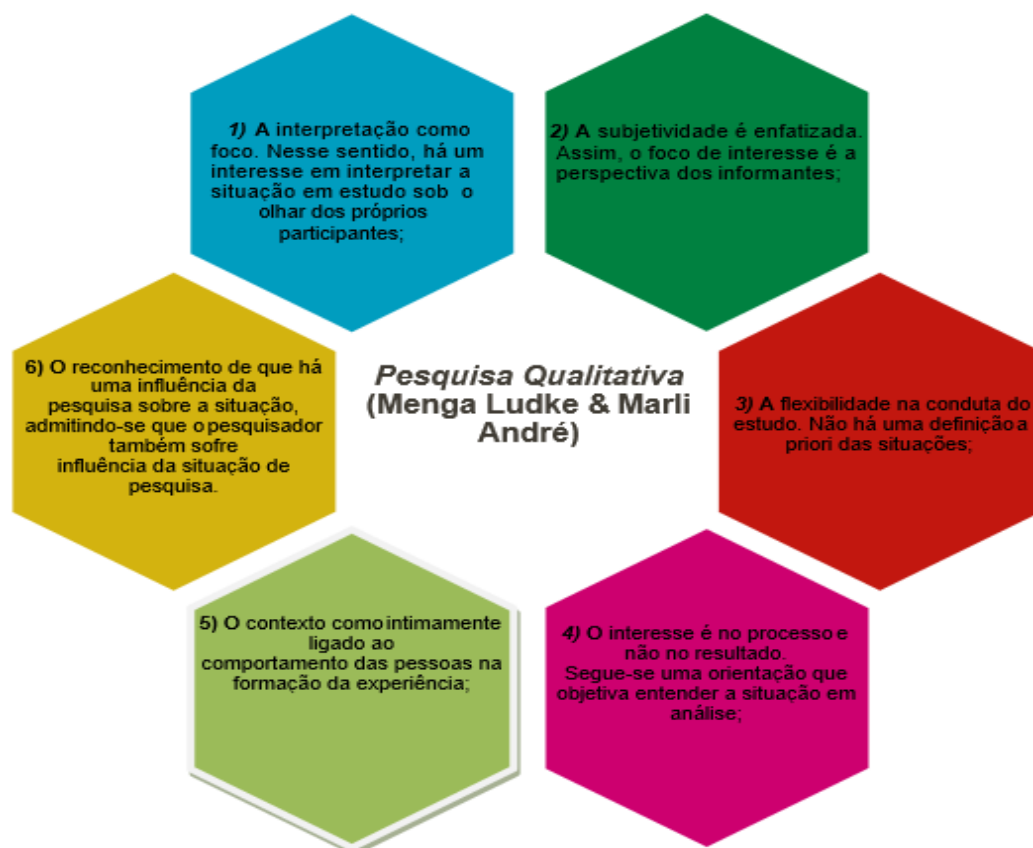 Pesquisa Qualitativa
(Menga Ludke & Marli
André)
1) A interpretação como
foco. Nesse sentido, há um
interesse em interpretar a
situação em estudo sob o
olhar dos próprios
participantes;
2) A subjetividade é enfatizada.
Assim, o foco de interesse é a
perspectiva dos informantes;
3) A flexibilidade na conduta do
estudo. Não há uma definição a
priori das situações;
4) O interesse é no processo e
não no resultado.
Segue-se uma orientação que
objetiva entender a situação em
análise;
5) O contexto como intimamente
ligado ao
comportamento das pessoas na
formação da experiência;
6) O reconhecimento de que há
uma influência da
pesquisa sobre a situação,
admitindo-se que o pesquisador
também sofre
influência da situação de
pesquisa.